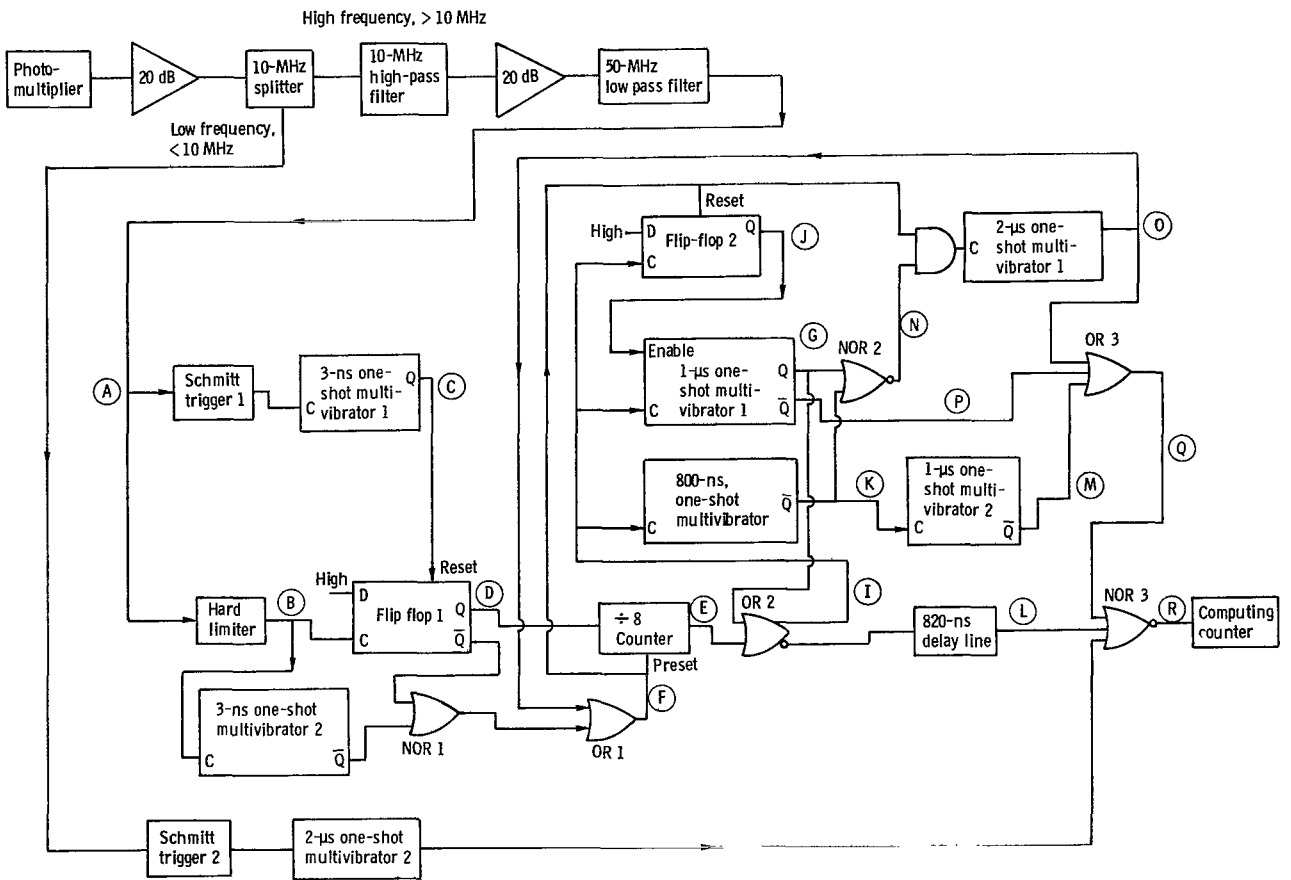 High frequency, > 10 MHz
Photo-
multiplier
20 dB
10-MHz
splitter
10-MHz
high-pass
filter
20 dB
50-MHz
low pass filter
Low frequency,
< 10 MHz
Reset
High
D
Q
Flip-flop 2
C
J
C
2-µs one-
shot multi-
vibrator 1
O
N
G
NOR 2
OR 3
Enable
1-µs one-
shot multi-
vibrator 1
Q
Q̅
C
P
A
Schmitt
trigger 1
3-ns one-
shot multi-
vibrator 1
Q
C
C
Q
800-ns,
one-shot
multivibrator
Q̅
C
K
1-µs one-
shot multi-
vibrator 2
C
Q̅
M
Reset
High
D
Q
Flip flop 1
C
Q̅
D
Hard
limiter
B
÷ 8
Counter
E
Preset
OR 2
I
820-ns
delay line
L
NOR 3
R
Computing
counter
F
3-ns one-shot
multivibrator 2
C
Q̅
NOR 1
OR 1
Schmitt
trigger 2
2-µs one-shot
multivibrator 2